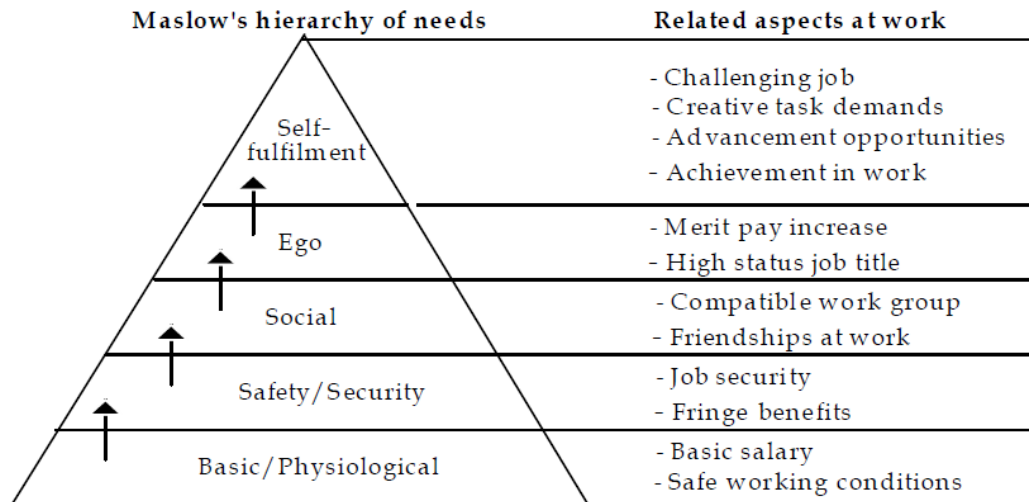 Maslow's hierarchy of needs
Related aspects at work
Self-
fulfilment
- Challenging job
- Creative task demands
- Advancement opportunities
- Achievement in work
Ego
- Merit pay increase
- High status job title
Social
- Compatible work group
- Friendships at work
Safety/Security
- Job security
- Fringe benefits
Basic/Physiological
- Basic salary
- Safe working conditions